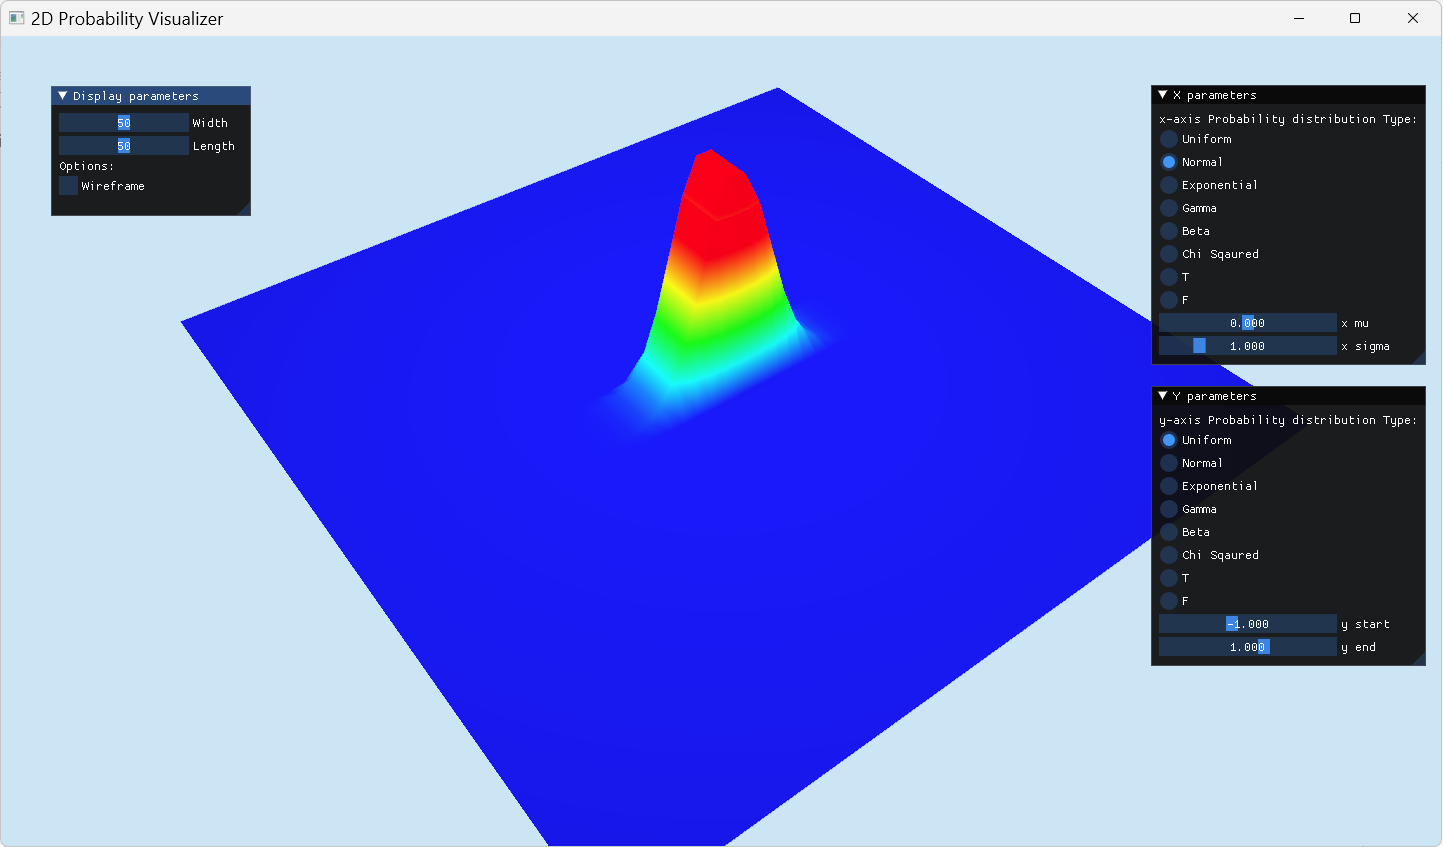 2D Probability Visualizer
Display parameters
50 Width
50 Length
Options:
Wireframe
X parameters
x-axis Probability distribution Type:
Uniform
Normal
Exponential
Gamma
Beta
Chi Sqaured
T
F
0.000 x mu
1.000 x sigma
Y parameters
y-axis Probability distribution Type:
Uniform
Normal
Exponential
Gamma
Beta
Chi Sqaured
T
F
-1.000 y start
1.000 y end